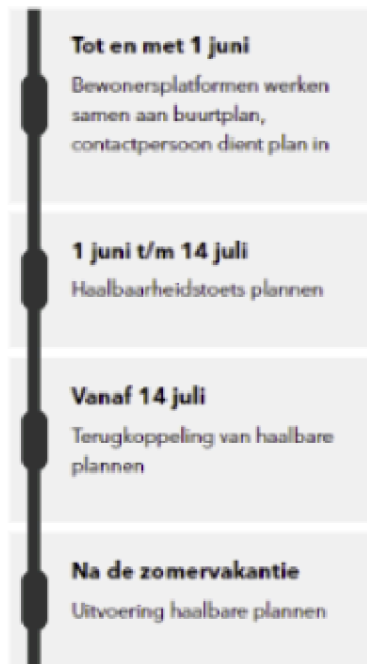 Tot en met 1 juni
Bewonersplatformen werken
samen aan buurtplan,
contactpersoon dient plan in
1 juni t/m 14 juli
Haalbaarheidstoets plannen
Vanaf 14 juli
Terugkoppeling van haalbare
plannen
Na de zomervakantie
Uitvoering haalbare plannen